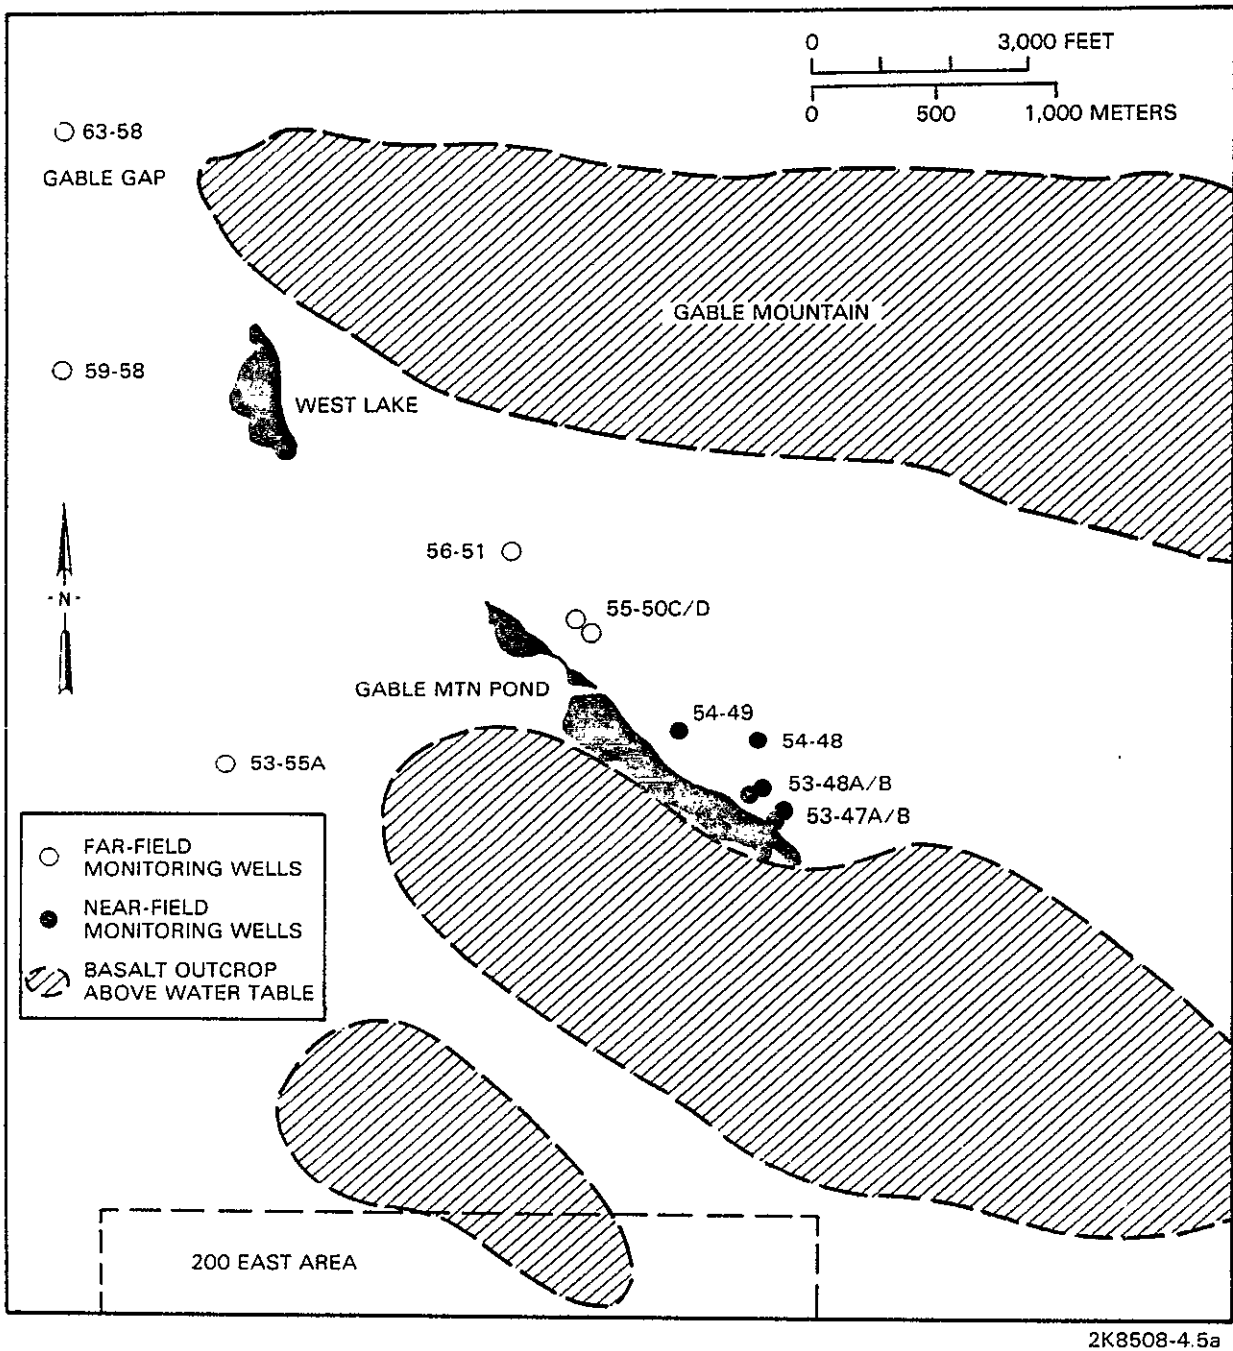 0 3,000 FEET
0 500 1,000 METERS
63-58
GABLE GAP
GABLE MOUNTAIN
59-58
WEST LAKE
56-51
-N-
55-50C/D
GABLE MTN POND
54-49
54-48
53-55A
53-48A/B
53-47A/B
FAR-FIELD
MONITORING WELLS
NEAR-FIELD
MONITORING WELLS
BASALT OUTCROP
ABOVE WATER TABLE
200 EAST AREA
2K8508-4.5a